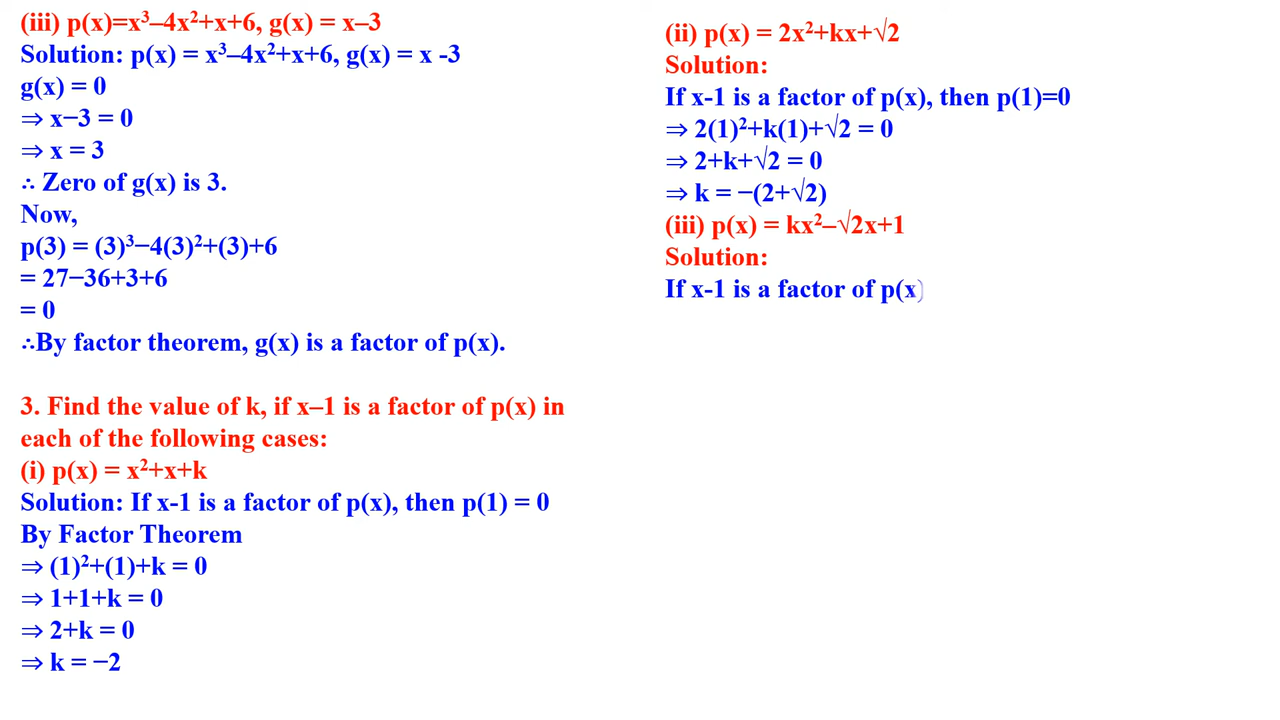 (iii) p(x)=x³–4x²+x+6, g(x) = x–3
Solution: p(x) = x³–4x²+x+6, g(x) = x -3
g(x) = 0
⇒ x−3 = 0
⇒ x = 3
∴ Zero of g(x) is 3.
Now,
p(3) = (3)³−4(3)²+(3)+6
= 27−36+3+6
= 0
∴By factor theorem, g(x) is a factor of p(x).
3. Find the value of k, if x–1 is a factor of p(x) in
each of the following cases:
(i) p(x) = x²+x+k
Solution: If x-1 is a factor of p(x), then p(1) = 0
By Factor Theorem
⇒ (1)²+(1)+k = 0
⇒ 1+1+k = 0
⇒ 2+k = 0
⇒ k = −2
(ii) p(x) = 2x²+kx+√2
Solution:
If x-1 is a factor of p(x), then p(1)=0
⇒ 2(1)²+k(1)+√2 = 0
⇒ 2+k+√2 = 0
⇒ k = −(2+√2)
(iii) p(x) = kx²–√2x+1
Solution:
If x-1 is a factor of p(x)